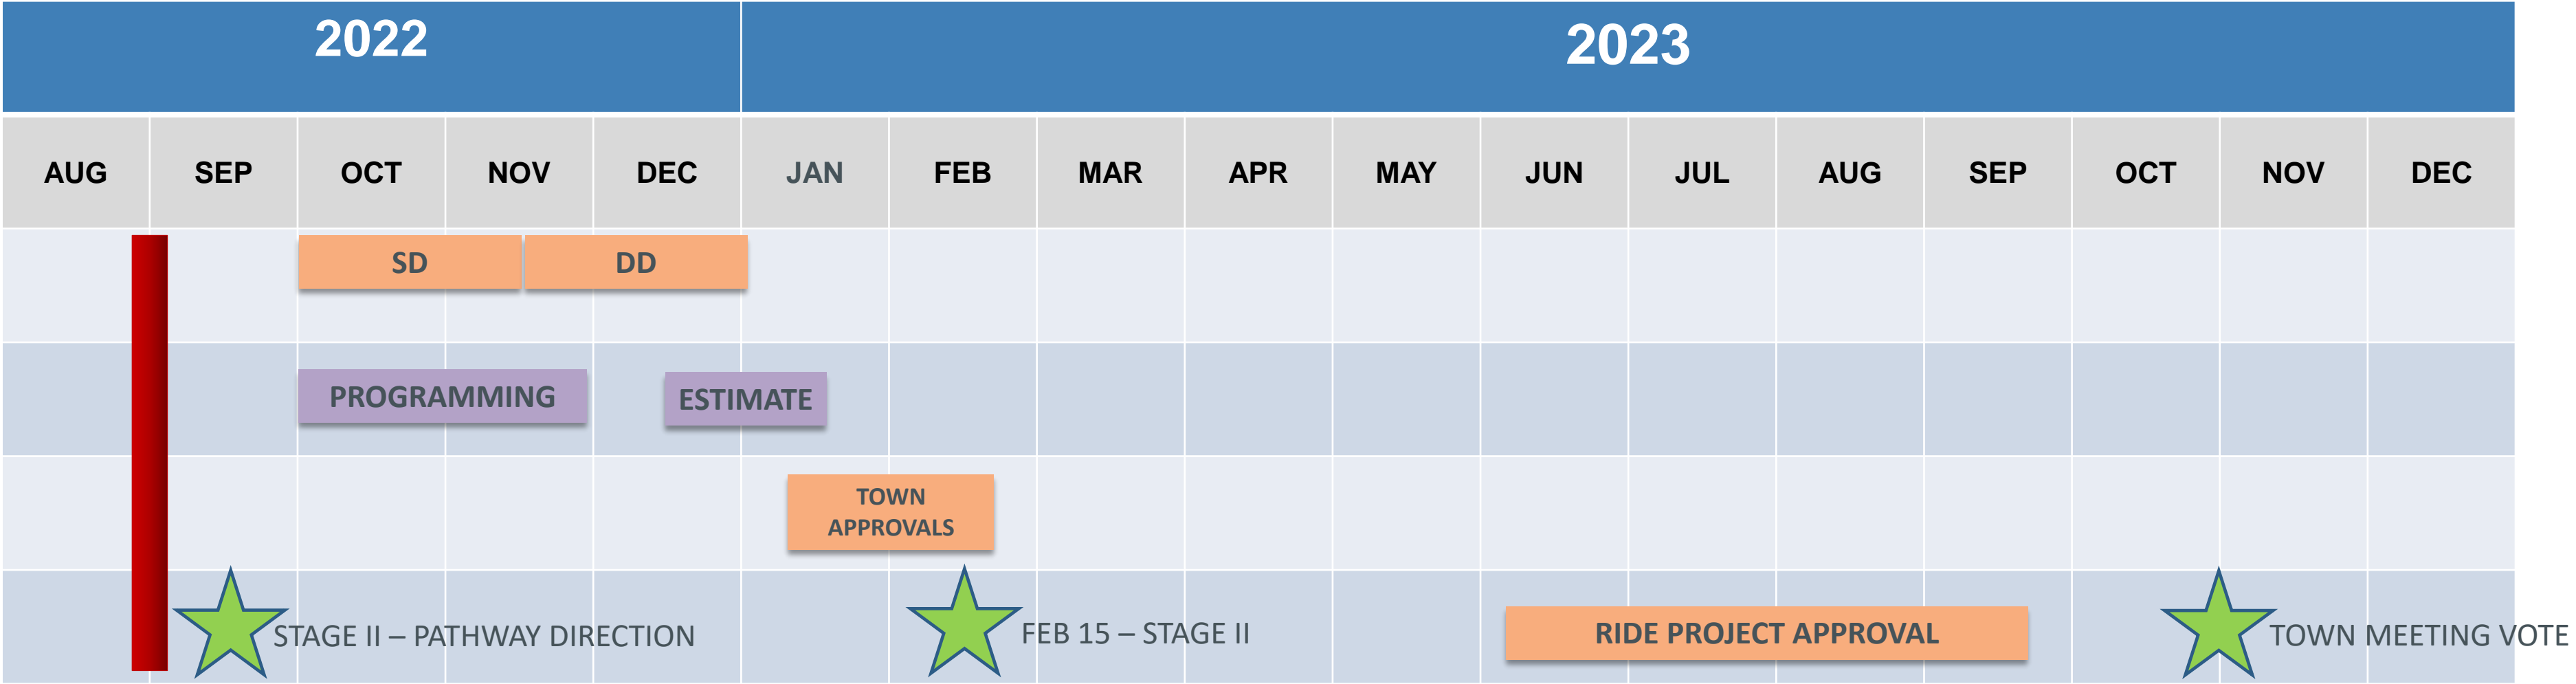 2022 2023
AUG SEP OCT NOV DEC JAN FEB MAR APR MAY JUN JUL AUG SEP OCT NOV DEC
SD DD
PROGRAMMING ESTIMATE
TOWN
APPROVALS
STAGE II – PATHWAY DIRECTION FEB 15 – STAGE II RIDE PROJECT APPROVAL TOWN MEETING VOTE